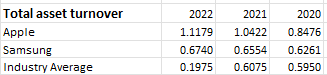 Total asset turnover 2022 2021 2020
Apple 1.1179 1.0422 0.8476
Samsung 0.6740 0.6554 0.6261
Industry Average 0.1975 0.6075 0.5950